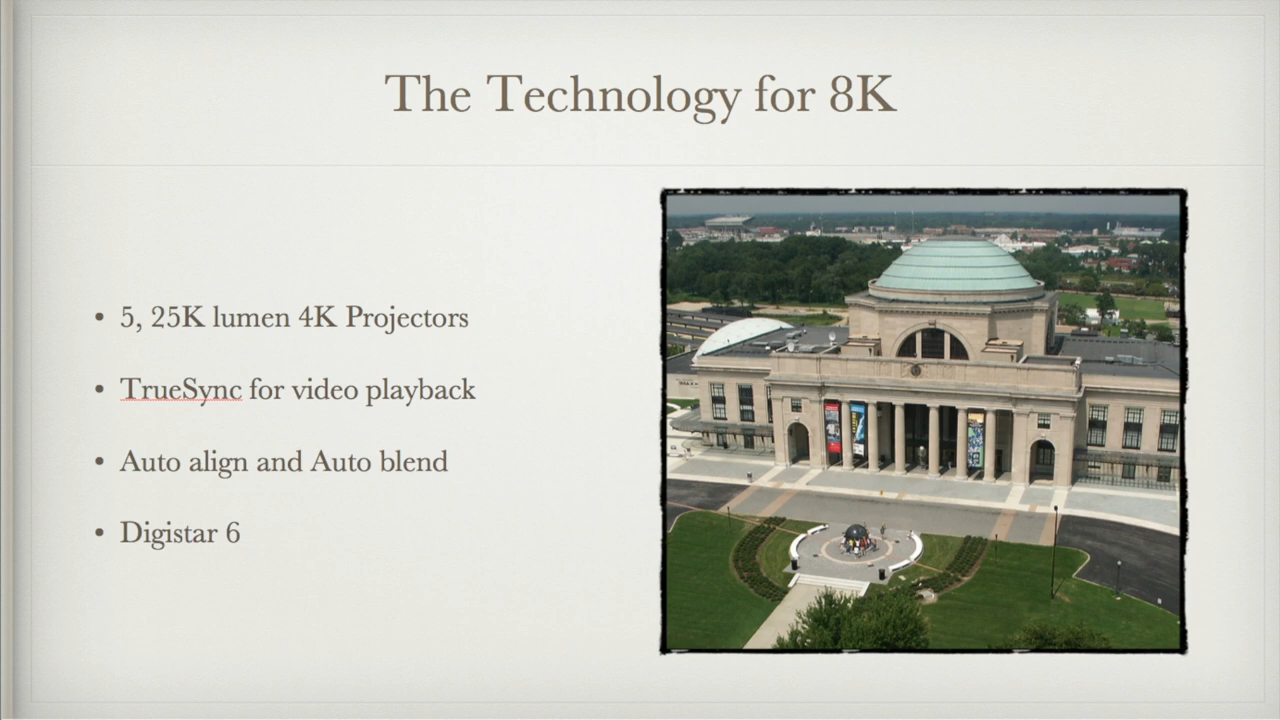 The Technology for 8K
• 5, 25K lumen 4K Projectors
• TrueSync for video playback
• Auto align and Auto blend
• Digistar 6